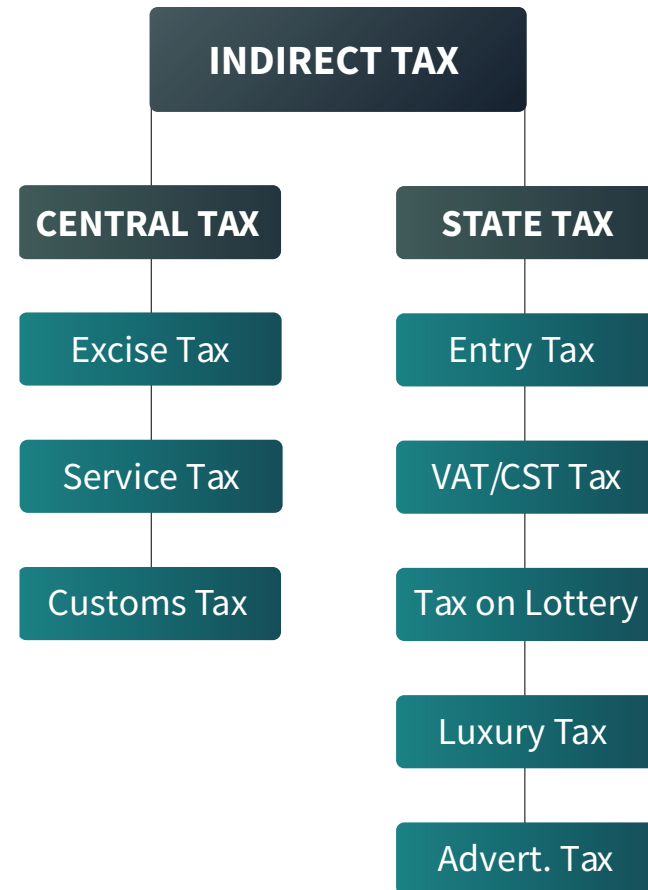 INDIRECT TAX
CENTRAL TAX
Excise Tax
Service Tax
Customs Tax
STATE TAX
Entry Tax
VAT/CST Tax
Tax on Lottery
Luxury Tax
Advert. Tax